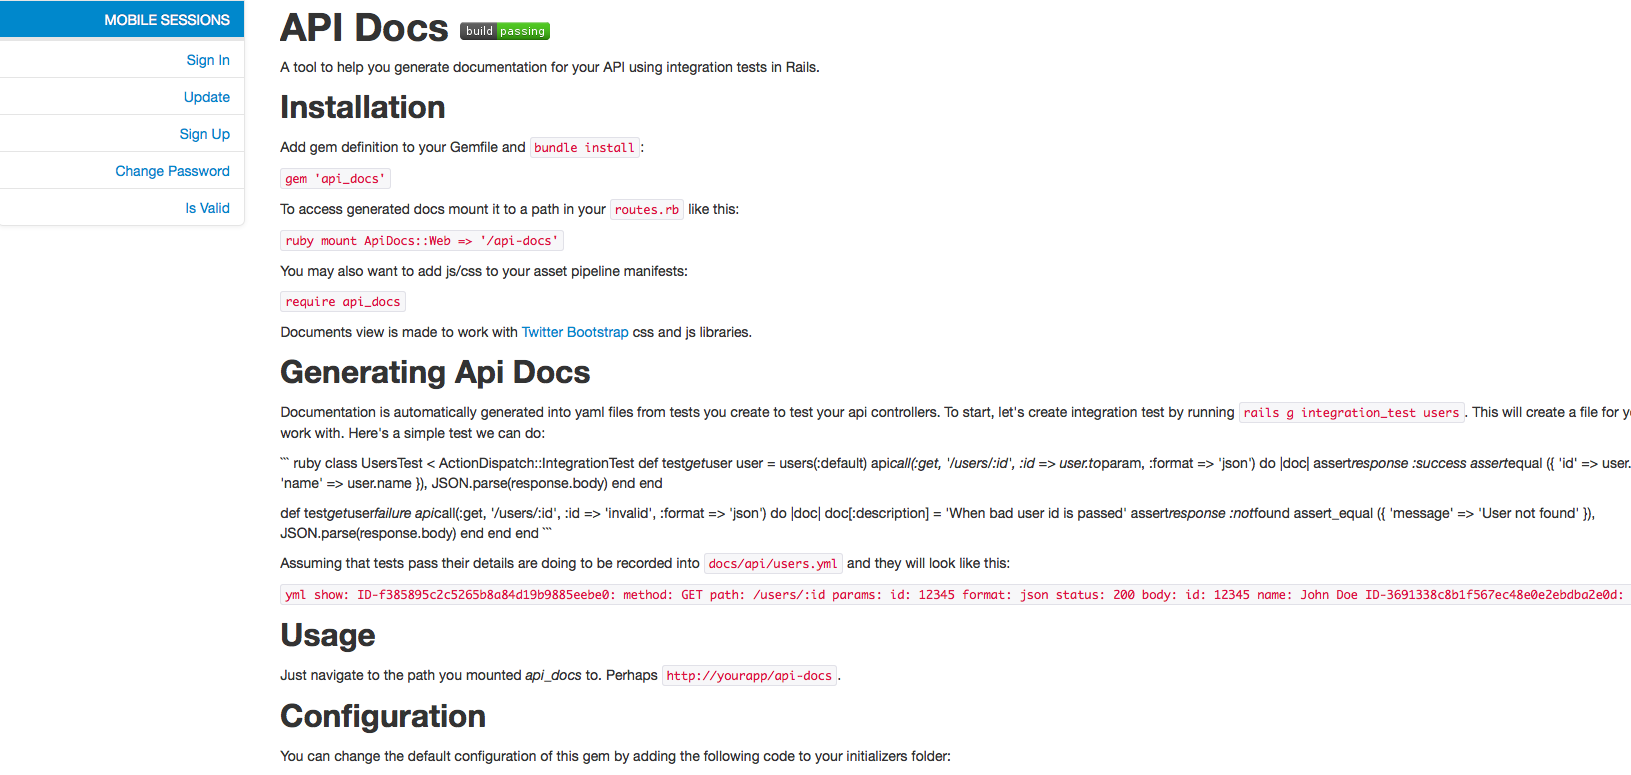 MOBILE SESSIONS
Sign In
Update
Sign Up
Change Password
Is Valid
API Docs build passing
A tool to help you generate documentation for your API using integration tests in Rails.
Installation
Add gem definition to your Gemfile and bundle install:
gem 'api_docs'
To access generated docs mount it to a path in your routes.rb like this:
ruby mount ApiDocs::Web => '/api-docs'
You may also want to add js/css to your asset pipeline manifests:
require api_docs
Documents view is made to work with Twitter Bootstrap css and js libraries.
Generating Api Docs
Documentation is automatically generated into yaml files from tests you create to test your api controllers. To start, let's create integration test by running rails g integration_test users. This will create a file for
work with. Here's a simple test we can do:
``` ruby class UsersTest < ActionDispatch::IntegrationTest def testgetuser user = users(:default) apicall(:get, '/users/:id', :id => user.toparam, :format => 'json') do |doc| assertresponse :success assertequal ({ 'id' => user.
'name' => user.name }), JSON.parse(response.body) end end
def testgetuserfailure apicall(:get, '/users/:id', :id => 'invalid', :format => 'json') do |doc| doc[:description] = 'When bad user id is passed' assertresponse :notfound assert_equal ({ 'message' => 'User not found' }),
JSON.parse(response.body) end end end ```
Assuming that tests pass their details are doing to be recorded into docs/api/users.yml and they will look like this:
yml show: ID-f385895c2c5265b8a84d19b9885eebe0: method: GET path: /users/:id params: id: 12345 format: json status: 200 body: id: 12345 name: John Doe ID-3691338c8b1f567ec48e0e2ebdba2e0d:
Usage
Just navigate to the path you mounted api_docs to. Perhaps http://yourapp/api-docs.
Configuration
You can change the default configuration of this gem by adding the following code to your initializers folder: